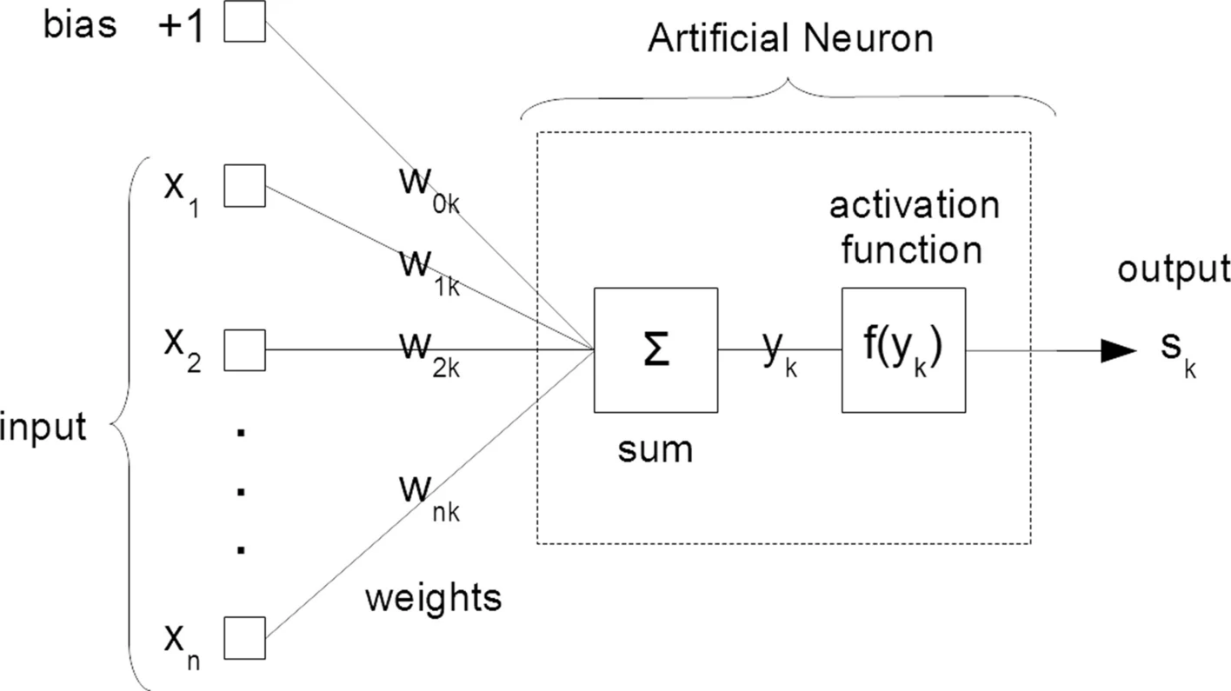 bias +1
Artificial Neuron
x1
w0k
activation
function
w1k
output
x2
w2k
Σ
yk
f(yk)
sk
input
.
.
.
sum
wnk
weights
xn